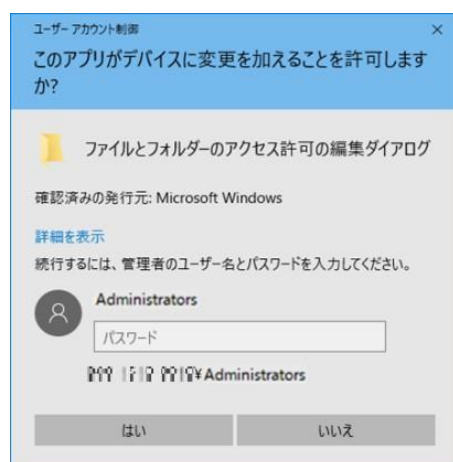 ユーザー アカウント制御
このアプリがデバイスに変更を加えることを許可します
か?
ファイルとフォルダーのアクセス許可の編集ダイアログ
確認済みの発行元: Microsoft Windows
詳細を表示
続行するには、管理者のユーザー名とパスワードを入力してください。
Administrators
パスワード
¥Administrators
はい
いいえ